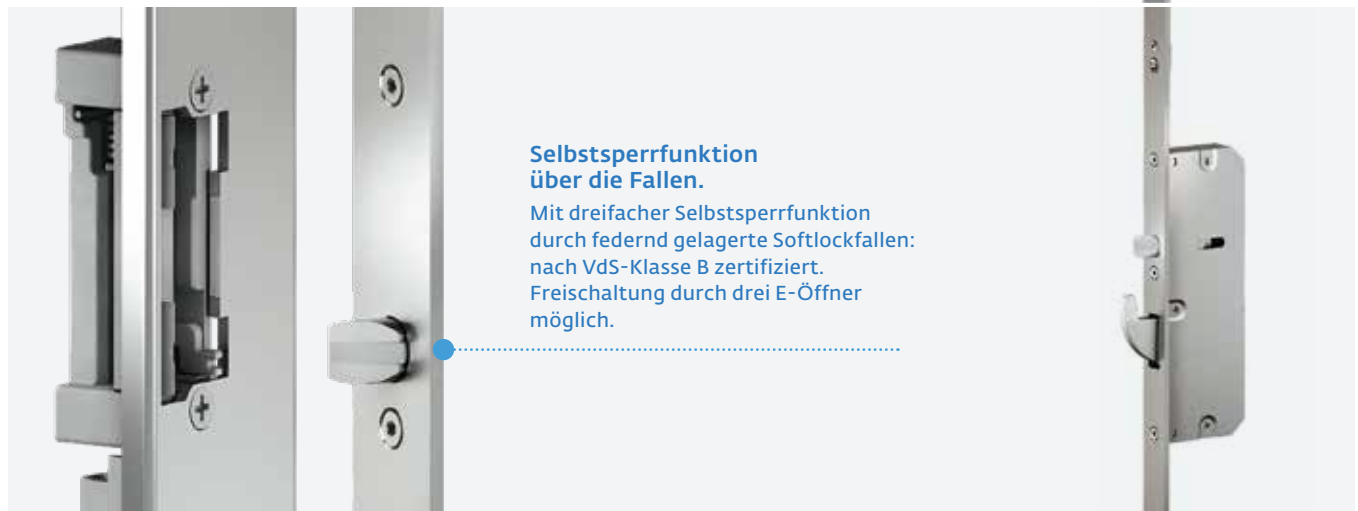 Selbstsperrfunktion
über die Fallen.
Mit dreifacher Selbstsperrfunktion
durch federnd gelagerte Softlockfallen:
nach VdS-Klasse B zertifiziert.
Freischaltung durch drei E-Öffner
möglich.